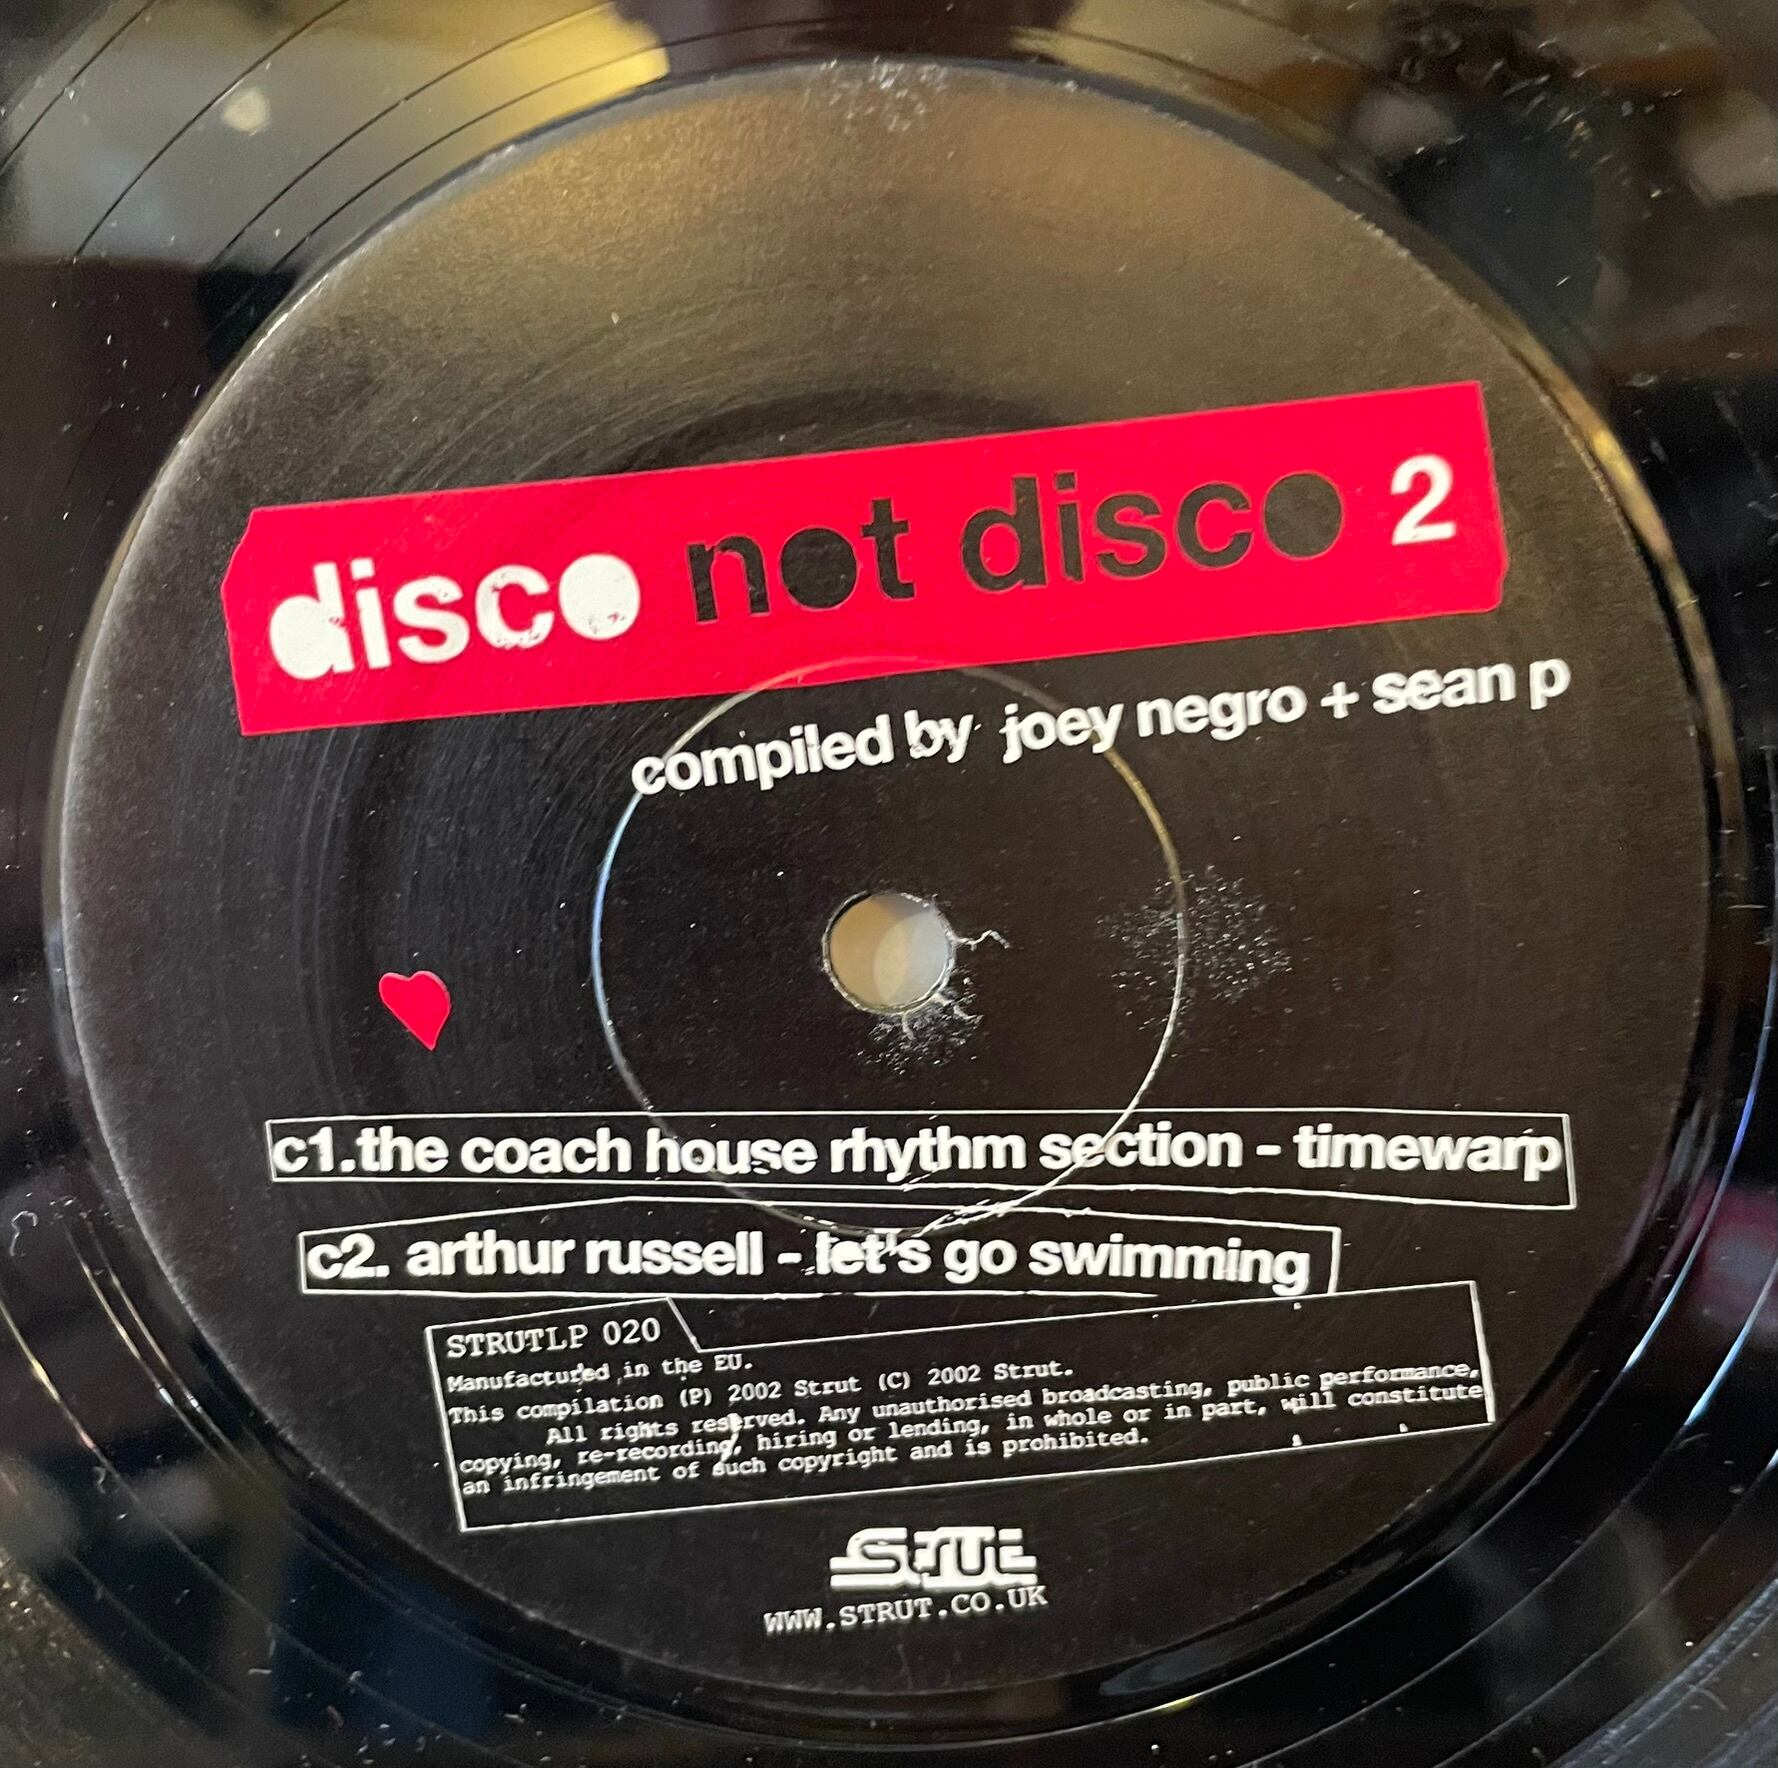 disco not disco 2
compiled by joey negro + sean p
c1.the coach house rhythm section - timewarp
c2. arthur russell - let's go swimming
STRUTLP 020
Manufactured in the EU.
This compilation (P) 2002 Strut (C) 2002 Strut.
All rights reserved. Any unauthorised broadcasting, public performance,
copying, re-recording, hiring or lending, in whole or in part, will constitute
an infringement of such copyright and is prohibited.
STRUT
WWW.STRUT.CO.UK